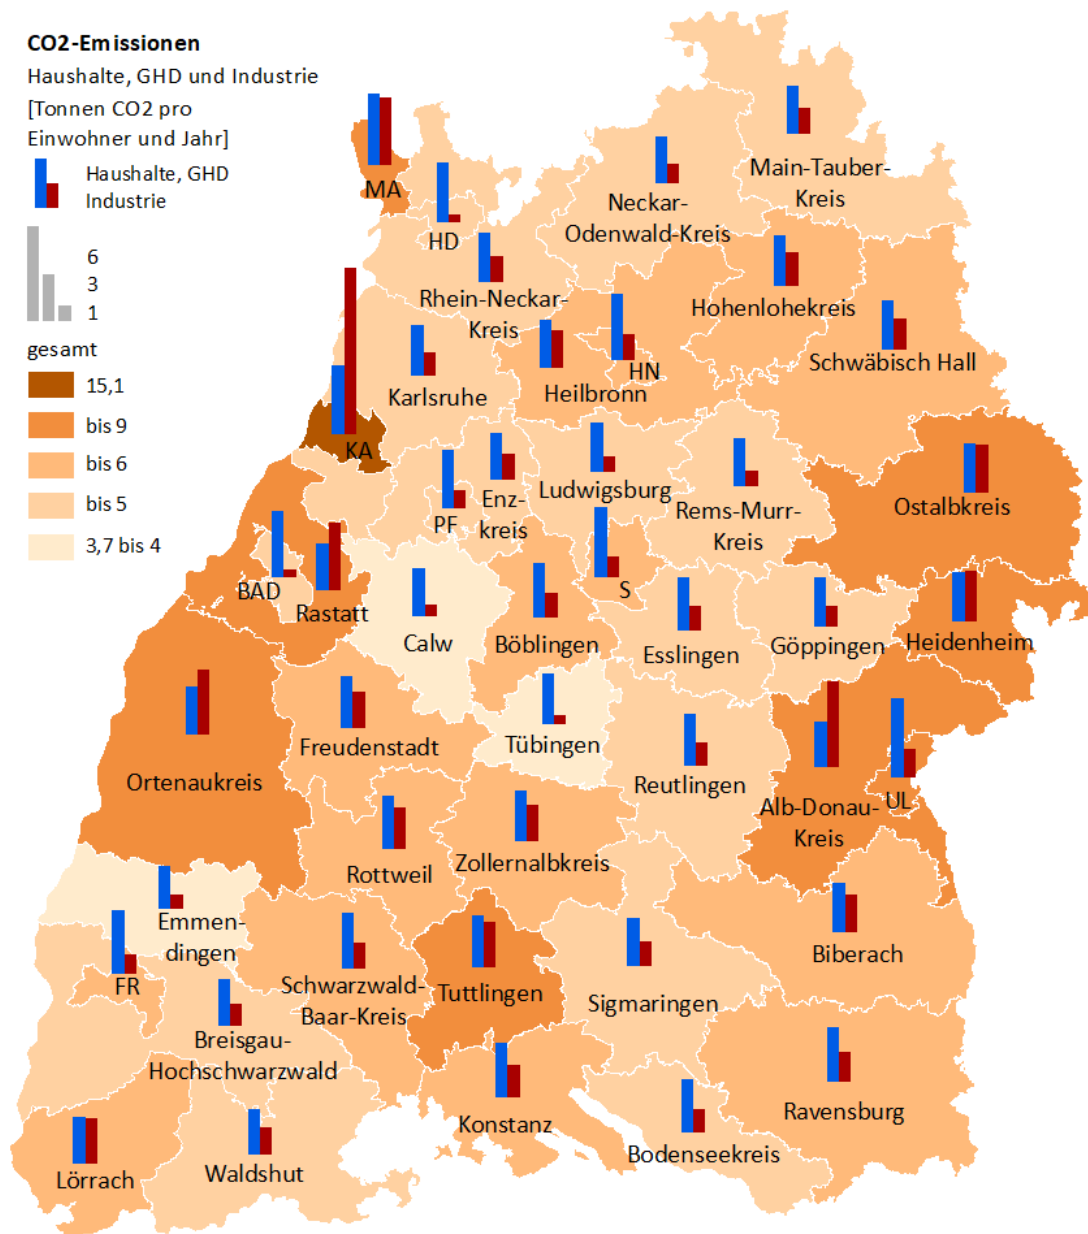 CO2-Emissionen
Haushalte, GHD und Industrie
[Tonnen CO2 pro
Einwohner und Jahr]
Haushalte, GHD
Industrie
6
3
1
gesamt
15,1
bis 9
bis 6
bis 5
3,7 bis 4
MA
HD
Neckar-
Odenwald-Kreis
Main-Tauber-
Kreis
Rhein-Neckar-
Kreis
Hohenlohekreis
Schwäbisch Hall
Karlsruhe
Heilbronn
HN
KA
PF
Enz-
kreis
Ludwigsburg
Rems-Murr-
Kreis
Ostalbkreis
BAD
Rastatt
Calw
Böblingen
S
Esslingen
Göppingen
Heidenheim
Ortenaukreis
Freudenstadt
Tübingen
Reutlingen
Alb-Donau-
Kreis
UL
Rottweil
Zollernalbkreis
Emmen-
dingen
FR
Schwarzwald-
Baar-Kreis
Tuttlingen
Sigmaringen
Biberach
Breisgau-
Hochschwarzwald
Konstanz
Ravensburg
Bodenseekreis
Lörrach
Waldshut